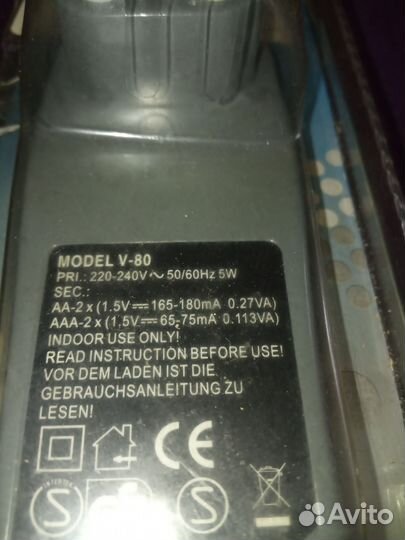 MODEL V-80
PRI.: 220-240V ~ 50/60Hz 5W
SEC.:
AA-2 x (1.5V ⎓ 165-180mA 0.27VA)
AAA-2 x (1.5V ⎓ 65-75mA 0.113VA)
INDOOR USE ONLY!
READ INSTRUCTION BEFORE USE!
VOR DEM LADEN IST DIE
GEBRAUCHSANLEITUNG ZU
LESEN!
CE
INTERTEK
S
GS
S
Avito